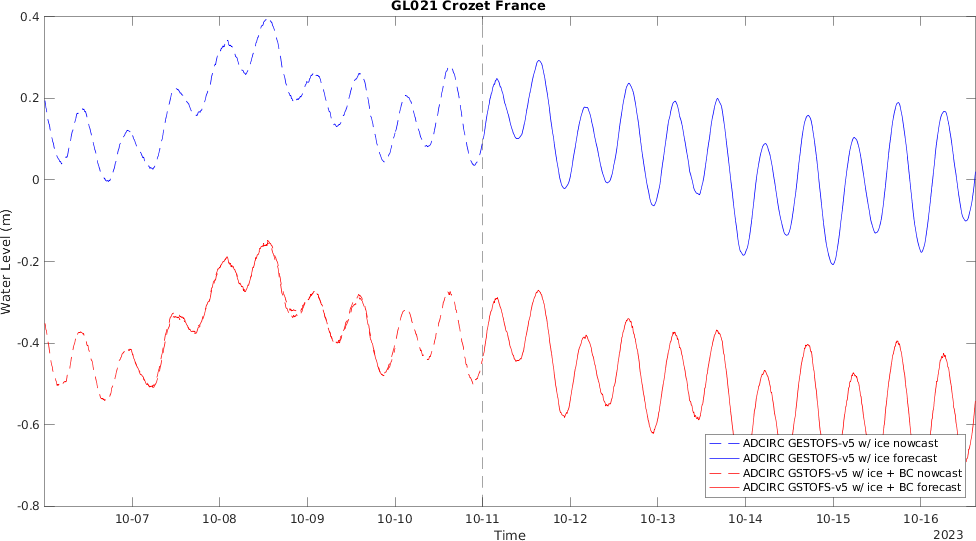 GL021 Crozet France
0.4
0.2
0
-0.2
-0.4
-0.6
-0.8
Water Level (m)
ADCIRC GESTOFS-v5 w/ ice nowcast
ADCIRC GESTOFS-v5 w/ ice forecast
ADCIRC GSTOFS-v5 w/ ice + BC nowcast
ADCIRC GSTOFS-v5 w/ ice + BC forecast
10-07 10-08 10-09 10-10 10-11 10-12 10-13 10-14 10-15 10-16
Time
2023